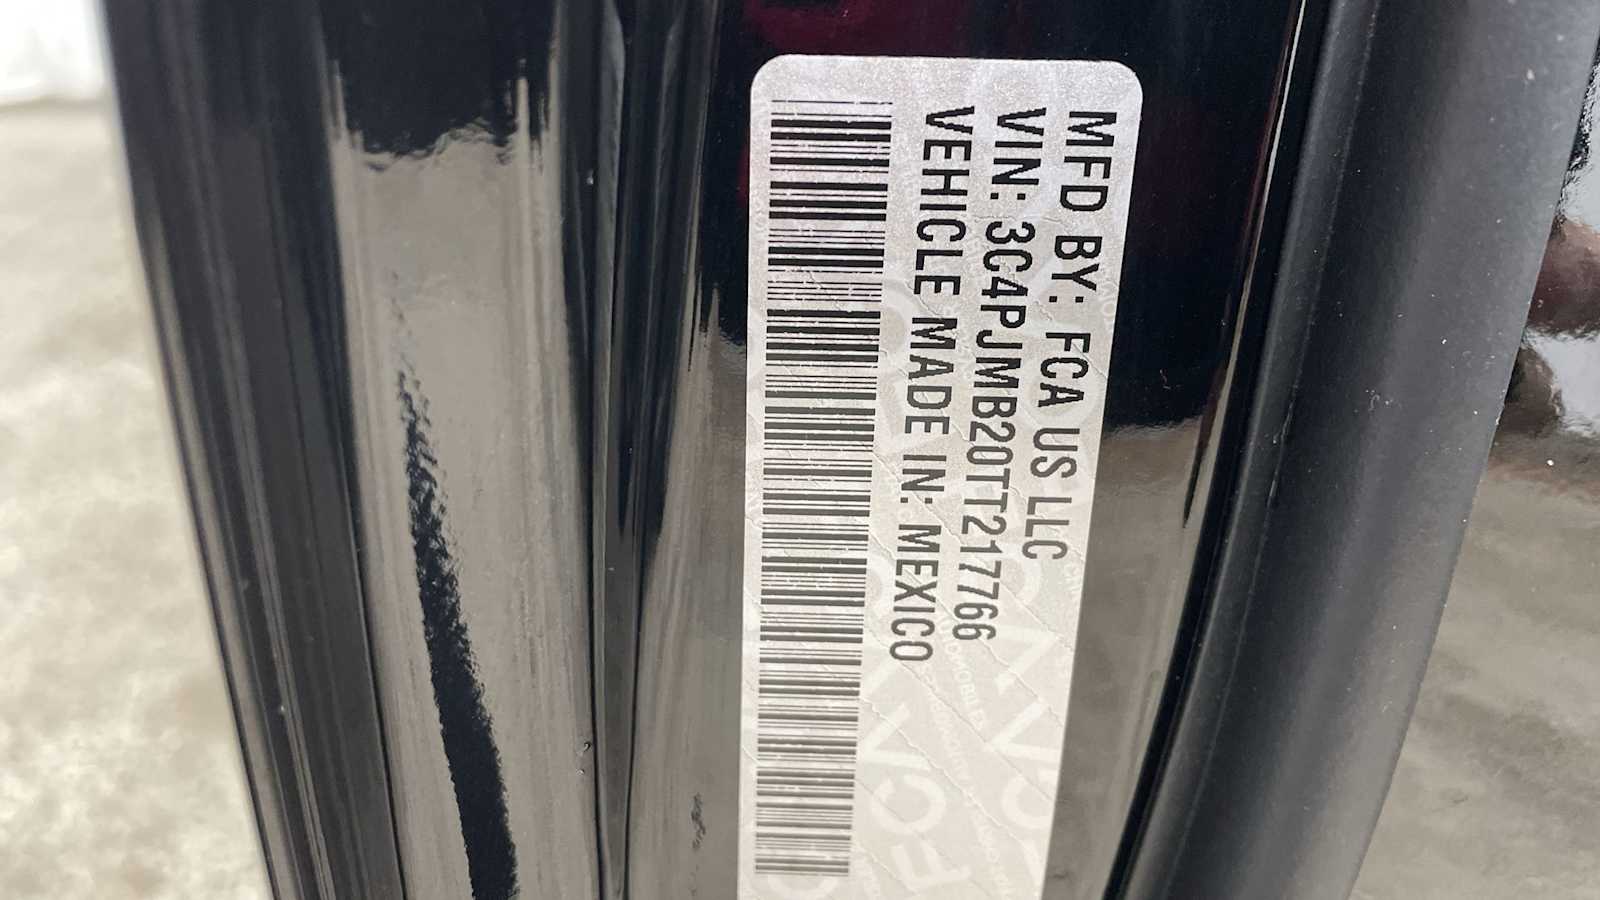 MFD BY: FCA US LLC
VIN: 3C4PJMB20TT217766
VEHICLE MADE IN: MEXICO